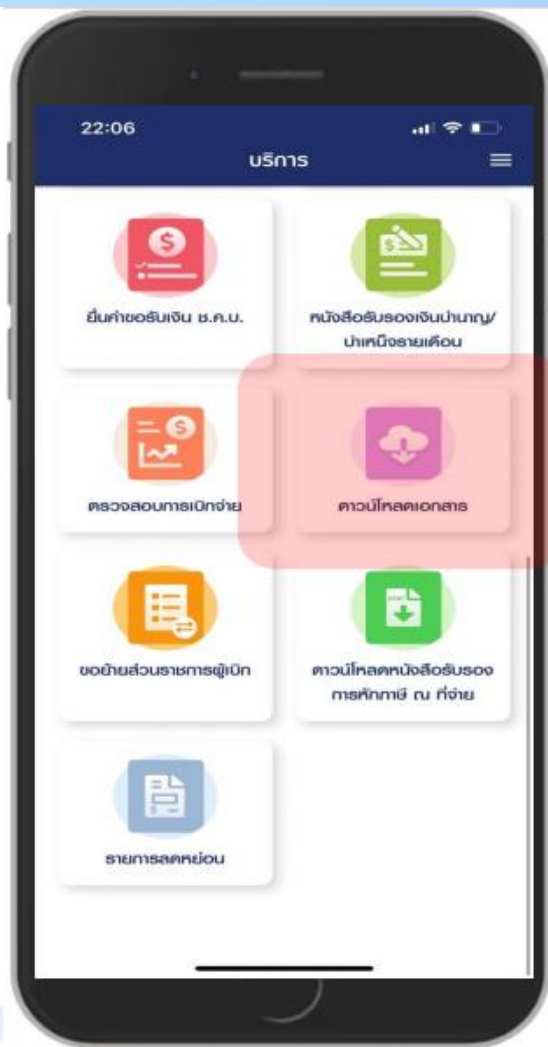 22:06
บริการ
ยื่นคำขอรับเงิน ช.ค.บ.
หนังสือรับรองเงินบำนาญ/
บำเหน็จรายเดือน
ตรวจสอบการเบิกจ่าย
ดาวน์โหลดเอกสาร
ขอย้ายส่วนราชการผู้เบิก
ดาวน์โหลดหนังสือรับรอง
การหักภาษี ณ ที่จ่าย
รายการลดหย่อน